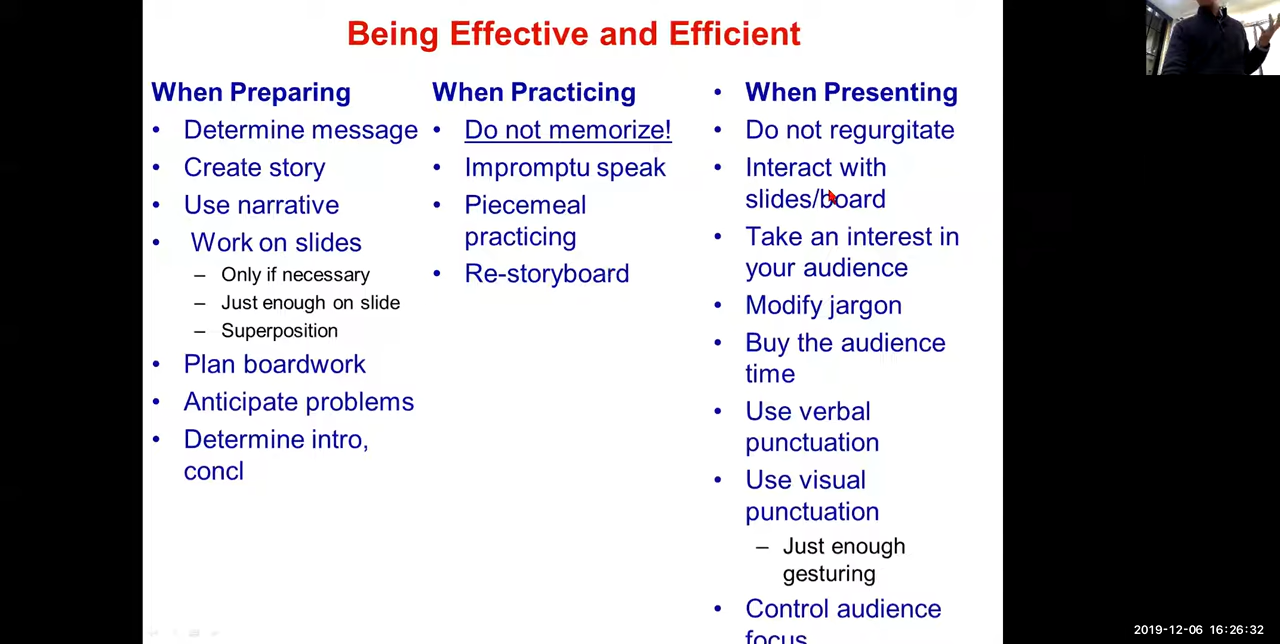 Being Effective and Efficient
When Preparing
• Determine message
• Create story
• Use narrative
• Work on slides
– Only if necessary
– Just enough on slide
– Superposition
• Plan boardwork
• Anticipate problems
• Determine intro,
concl
When Practicing
• Do not memorize!
• Impromptu speak
• Piecemeal
practicing
• Re-storyboard
• When Presenting
• Do not regurgitate
• Interact with
slides/board
• Take an interest in
your audience
• Modify jargon
• Buy the audience
time
• Use verbal
punctuation
• Use visual
punctuation
– Just enough
gesturing
• Control audience
focus
2019-12-06 16:26:32